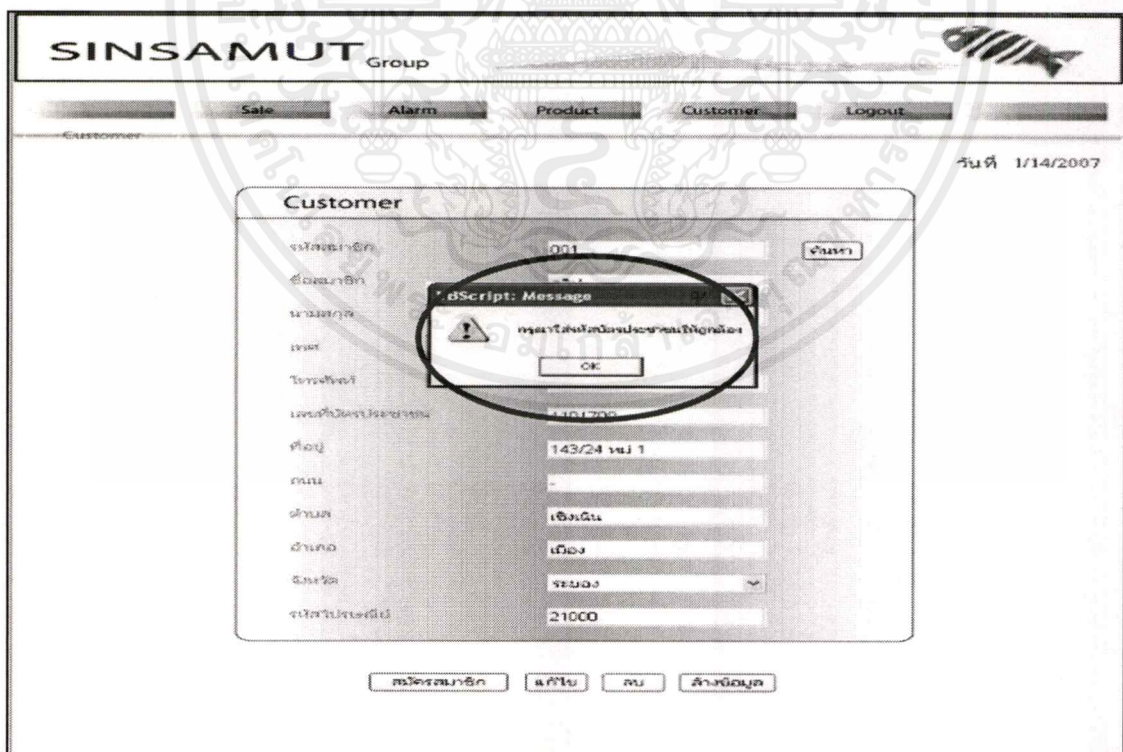 SINSAMUT Group
Sale Alarm Product Customer Logout
Customer
วันที่ 1/14/2007
Customer
รหัสสมาชิก 001 ค้นหา
ชื่อสมาชิก
นามสกุล
เพศ
โทรศัพท์
Message
กรุณาใส่รหัสบัตรประชาชนให้ถูกต้อง
OK
เลขที่บัตรประชาชน 1101700
ที่อยู่ 143/24 หมู่ 1
ถนน -
ตำบล เชิงเนิน
อำเภอ เมือง
จังหวัด ระยอง
รหัสไปรษณีย์ 21000
สมัครสมาชิก แก้ไข ลบ ล้างข้อมูล